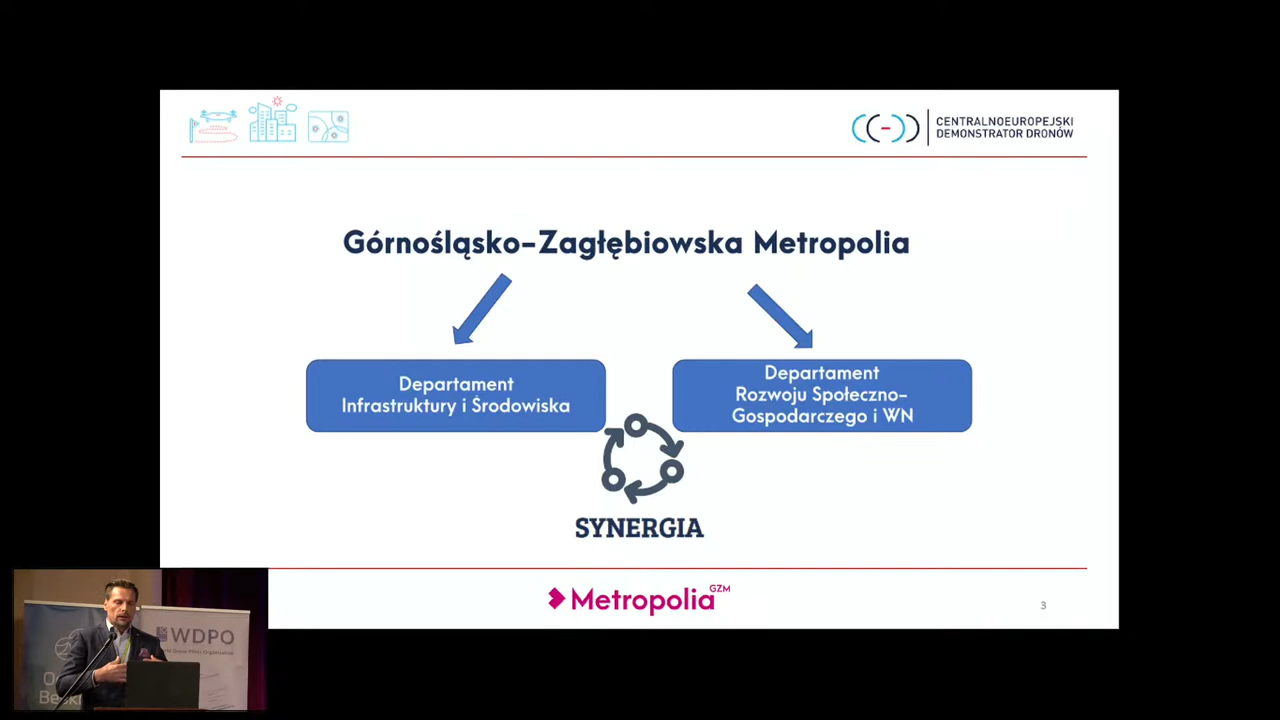 CENTRALNOEUROPEJSKI
DEMONSTRATOR DRONÓW
Górnośląsko-Zagłębiowska Metropolia
Departament
Infrastruktury i Środowiska
Departament
Rozwoju Społeczno-
Gospodarczego i WN
SYNERGIA
Metropolia GZM
3
WDPO